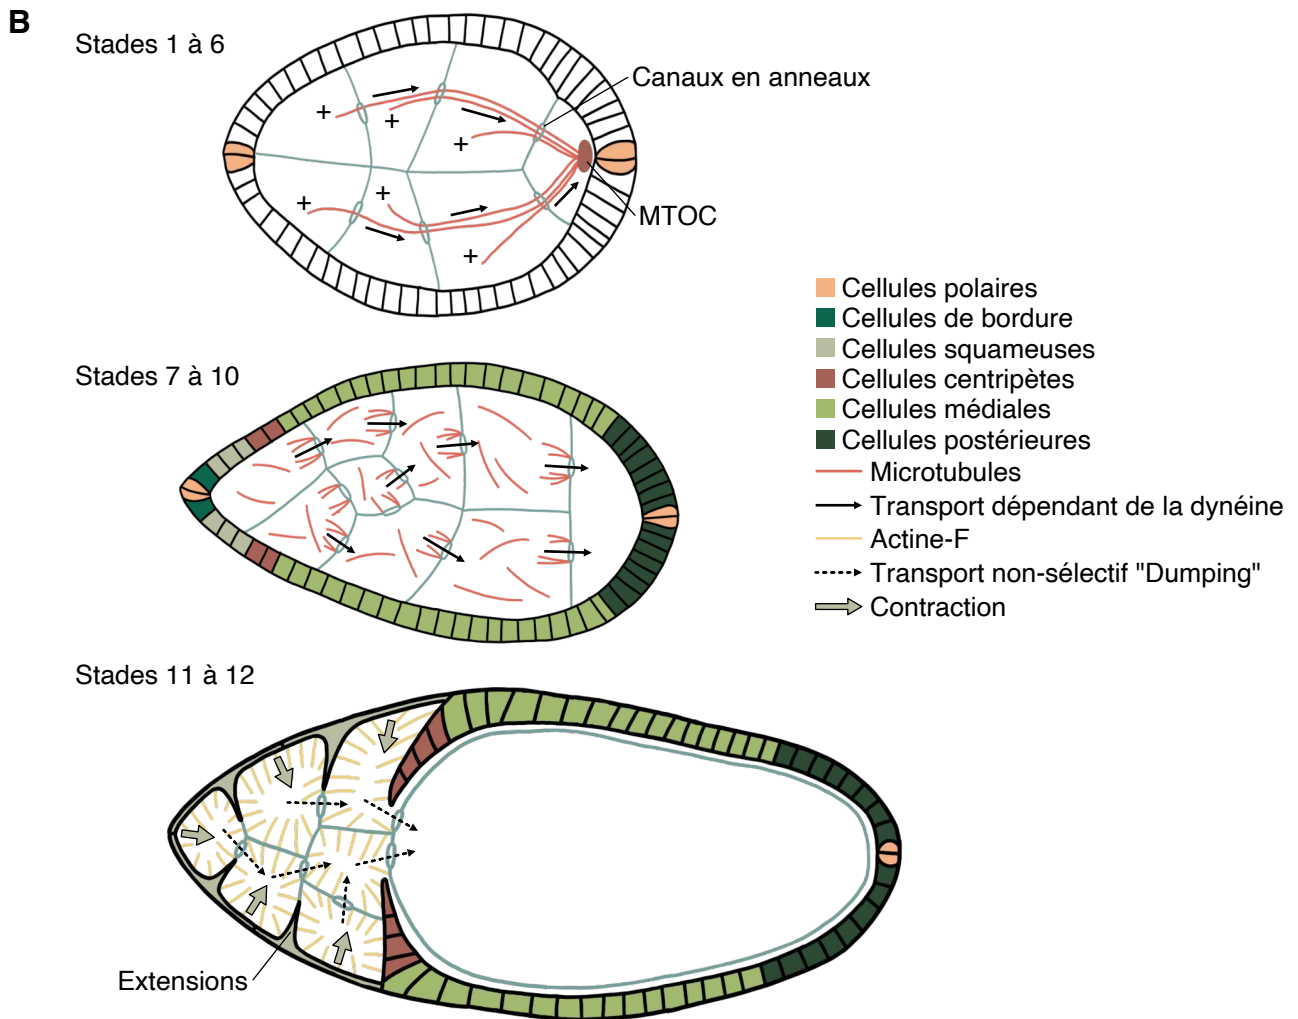 B
Stades 1 à 6
Canaux en anneaux
+
+
+
+
+
+
MTOC
Cellules polaires
Cellules de bordure
Cellules squameuses
Cellules centripètes
Cellules médiales
Cellules postérieures
Microtubules
Transport dépendant de la dynéine
Actine-F
Transport non-sélectif "Dumping"
Contraction
Stades 7 à 10
Stades 11 à 12
Extensions